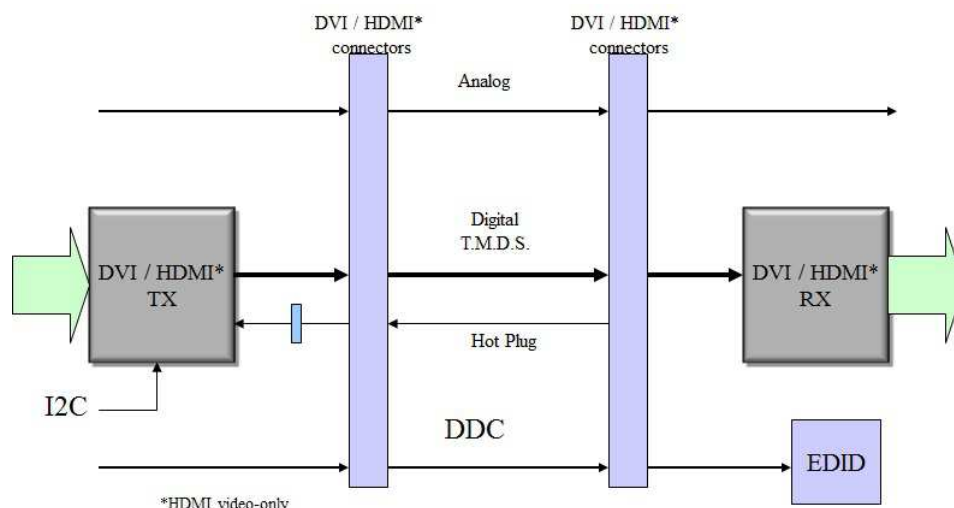 DVI / HDMI*
connectors
DVI / HDMI*
connectors
Analog
Digital
T.M.D.S.
DVI / HDMI*
TX
DVI / HDMI*
RX
Hot Plug
I2C
DDC
EDID
*HDMI video-only